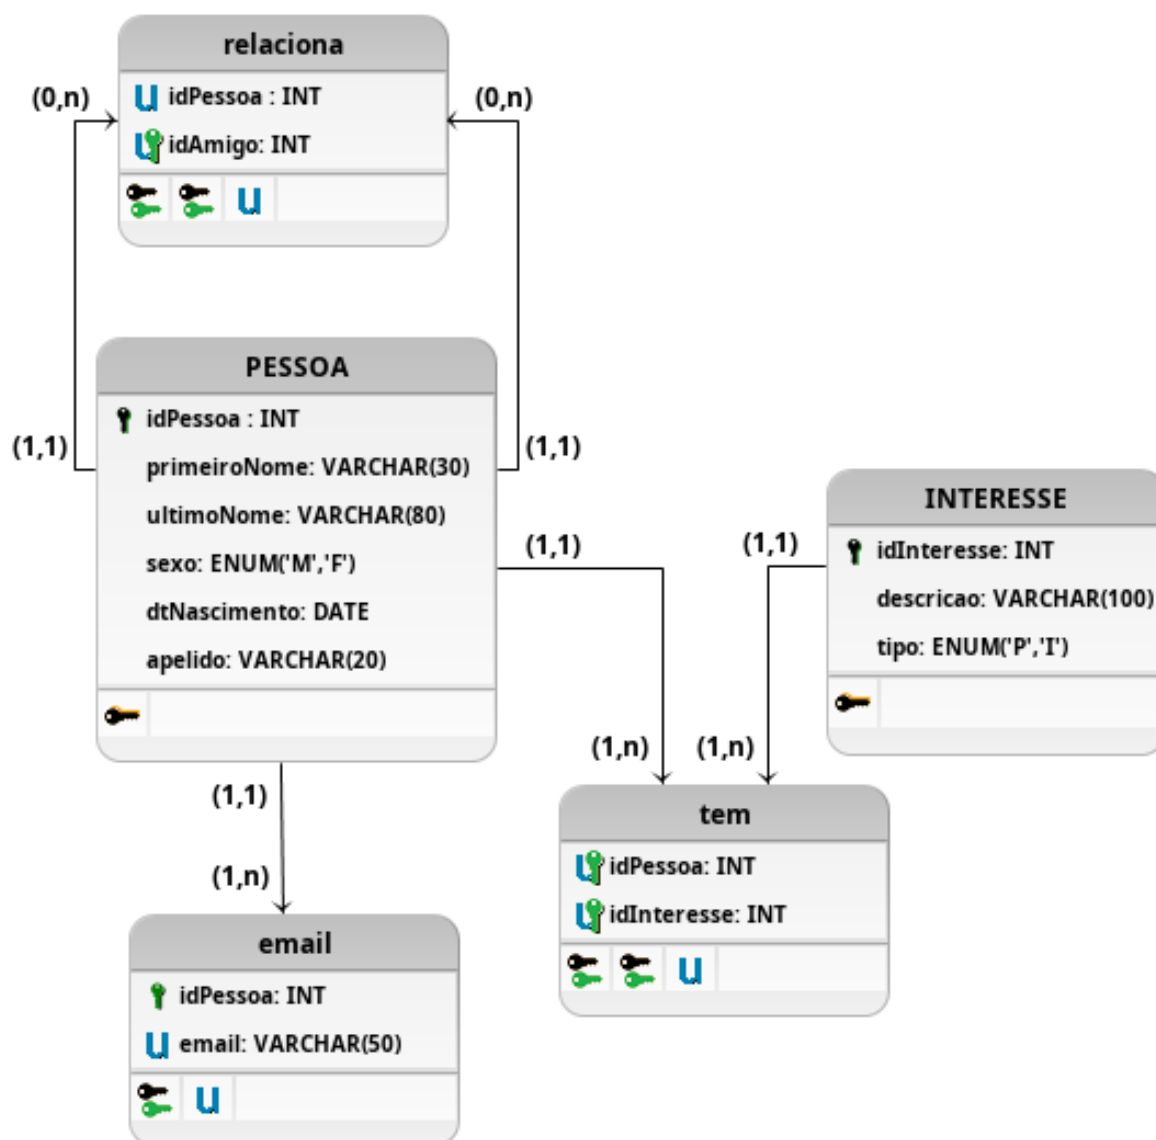 relaciona
(0,n)
(0,n)
idPessoa : INT
idAmigo: INT
U
PESSOA
idPessoa : INT
(1,1)
(1,1)
primeiroNome: VARCHAR(30)
ultimoNome: VARCHAR(80)
sexo: ENUM('M','F')
dtNascimento: DATE
apelido: VARCHAR(20)
(1,1)
(1,1)
INTERESSE
idInteresse: INT
descricao: VARCHAR(100)
tipo: ENUM('P','I')
(1,n)
(1,n)
(1,1)
(1,n)
tem
idPessoa: INT
idInteresse: INT
U
email
idPessoa: INT
U email: VARCHAR(50)
U